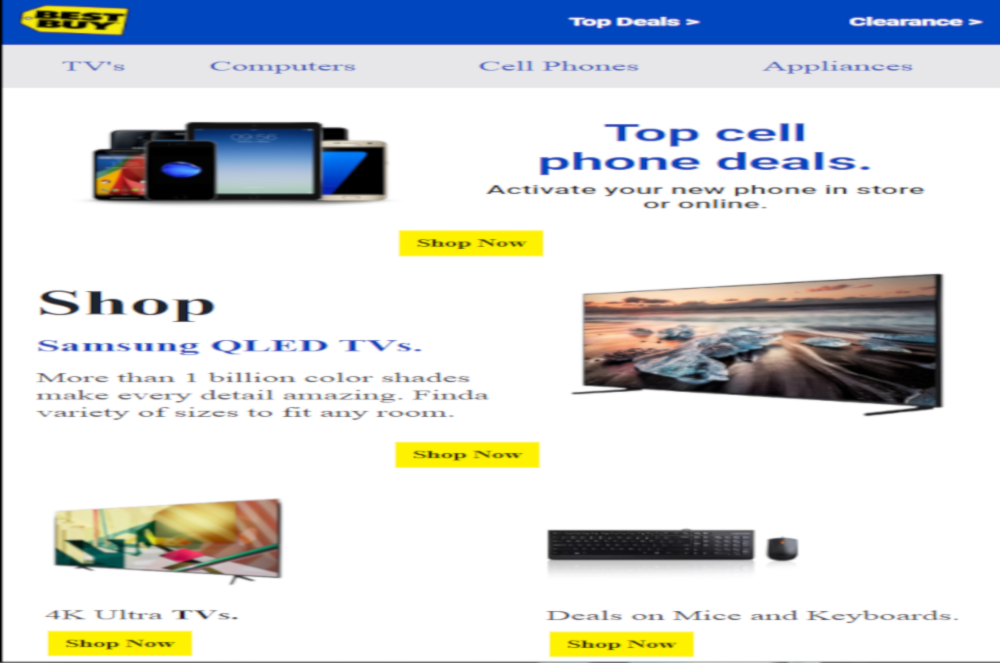 BEST
BUY
Top Deals >
Clearance >
TV's
Computers
Cell Phones
Appliances
09:56
Top cell
phone deals.
Activate your new phone in store
or online.
Shop Now
Shop
Samsung QLED TVs.
More than 1 billion color shades
make every detail amazing. Finda
variety of sizes to fit any room.
Shop Now
4K Ultra TVs.
Shop Now
Deals on Mice and Keyboards.
Shop Now